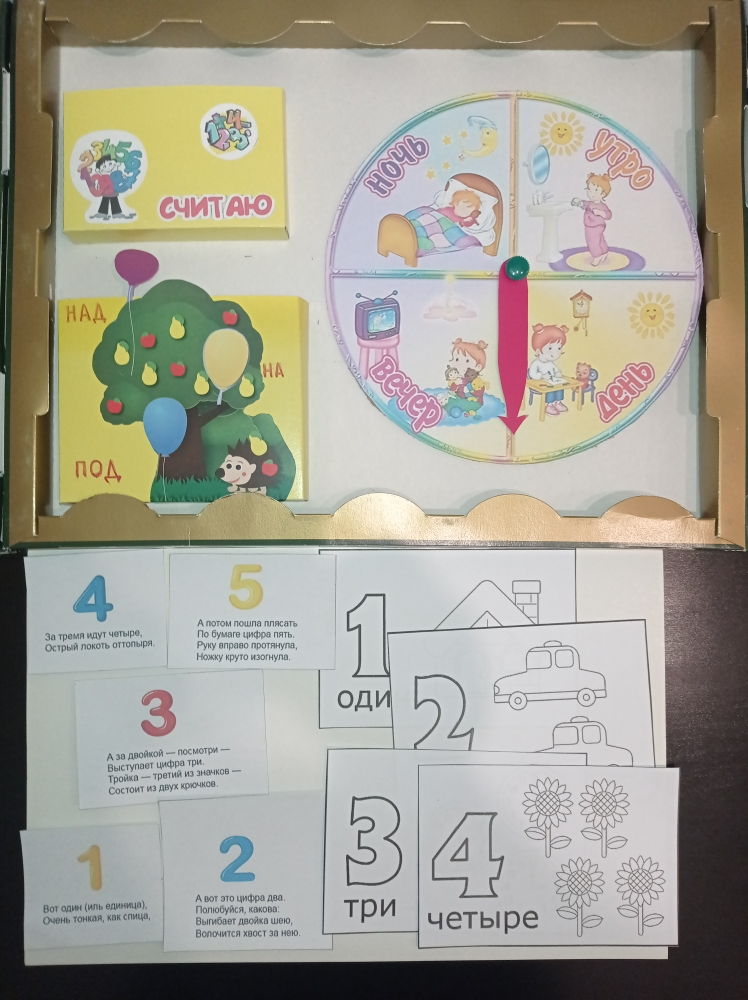 СЧИТАЮ
НОЧЬ
УТРО
ВЕЧЕР
ДЕНЬ
НАД
НА
ПОД
4
За тремя идут четыре,
Острый локоть оттопыря.
5
А потом пошла плясать
По бумаге цифра пять.
Руку вправо протянула,
Ножку круто изогнула.
3
А за двойкой — посмотри —
Выступает цифра три.
Тройка — третий из значков —
Состоит из двух крючков.
1
Вот один (иль единица),
Очень тонкая, как спица,
2
А вот это цифра два.
Полюбуйся, какова:
Выгибает двойка шею,
Волочится хвост за нею.
1
оди
2
3
три
4
четыре